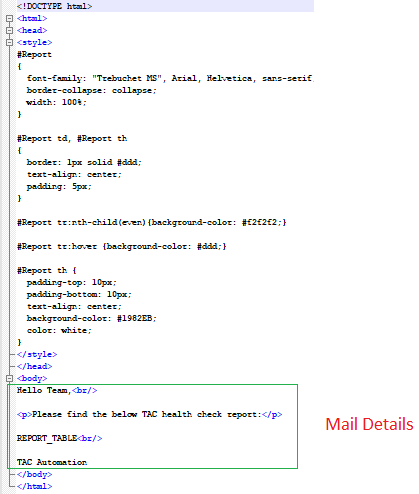 <!DOCTYPE html>
<html>
<head>
<style>
#Report
{
  font-family: "Trebuchet MS", Arial, Helvetica, sans-serif
  border-collapse: collapse;
  width: 100%;
}

#Report td, #Report th
{
  border: 1px solid #ddd;
  text-align: center;
  padding: 5px;
}

#Report tr:nth-child(even){background-color: #f2f2f2;}

#Report tr:hover {background-color: #ddd;}

#Report th {
  padding-top: 10px;
  padding-bottom: 10px;
  text-align: center;
  background-color: #1982EB;
  color: white;
}
</style>
</head>
<body>
Hello Team,<br/>

<p>Please find the below TAC health check report:</p>

REPORT_TABLE<br/>

TAC Automation
</body>
</html>
Mail Details